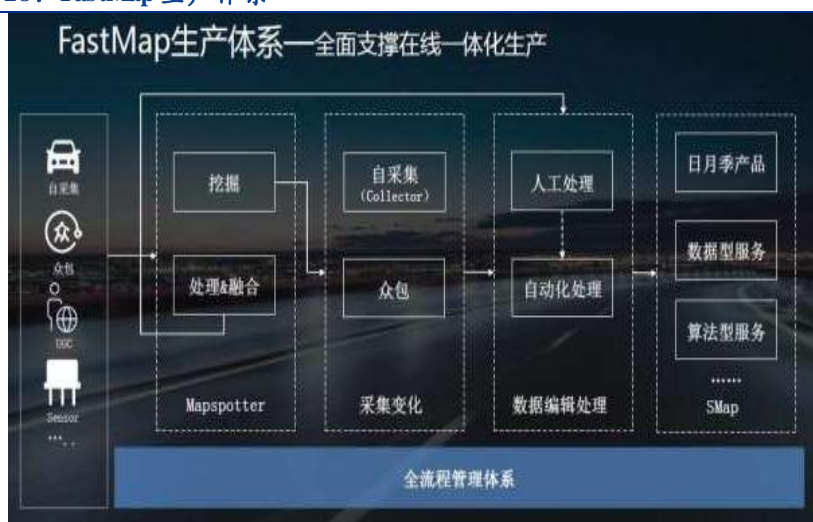 FastMap生产体系—全面支撑在线一体化生产
自采集
众包
UGC
Sensor
……
挖掘
处理&融合
Mapspotter
自采集
(Collector)
众包
采集变化
人工处理
自动化处理
数据编辑处理
日月季产品
数据型服务
算法型服务
……
SMap
全流程管理体系